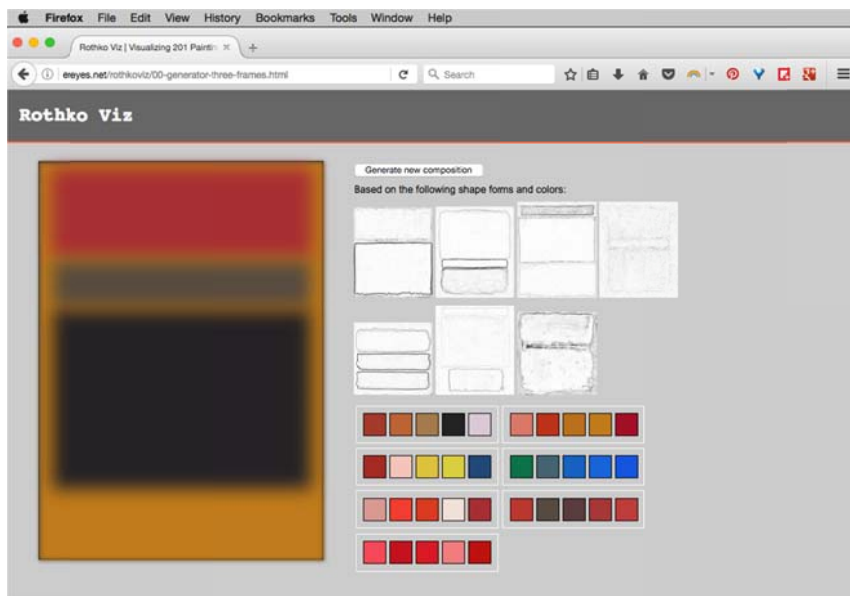 Firefox File Edit View History Bookmarks Tools Window Help
Rothko Viz | Visualizing 201 Paintin
ereyes.net/rothkoviz/00-generator-three-frames.html
Search
Rothko Viz
Generate new composition
Based on the following shape forms and colors: